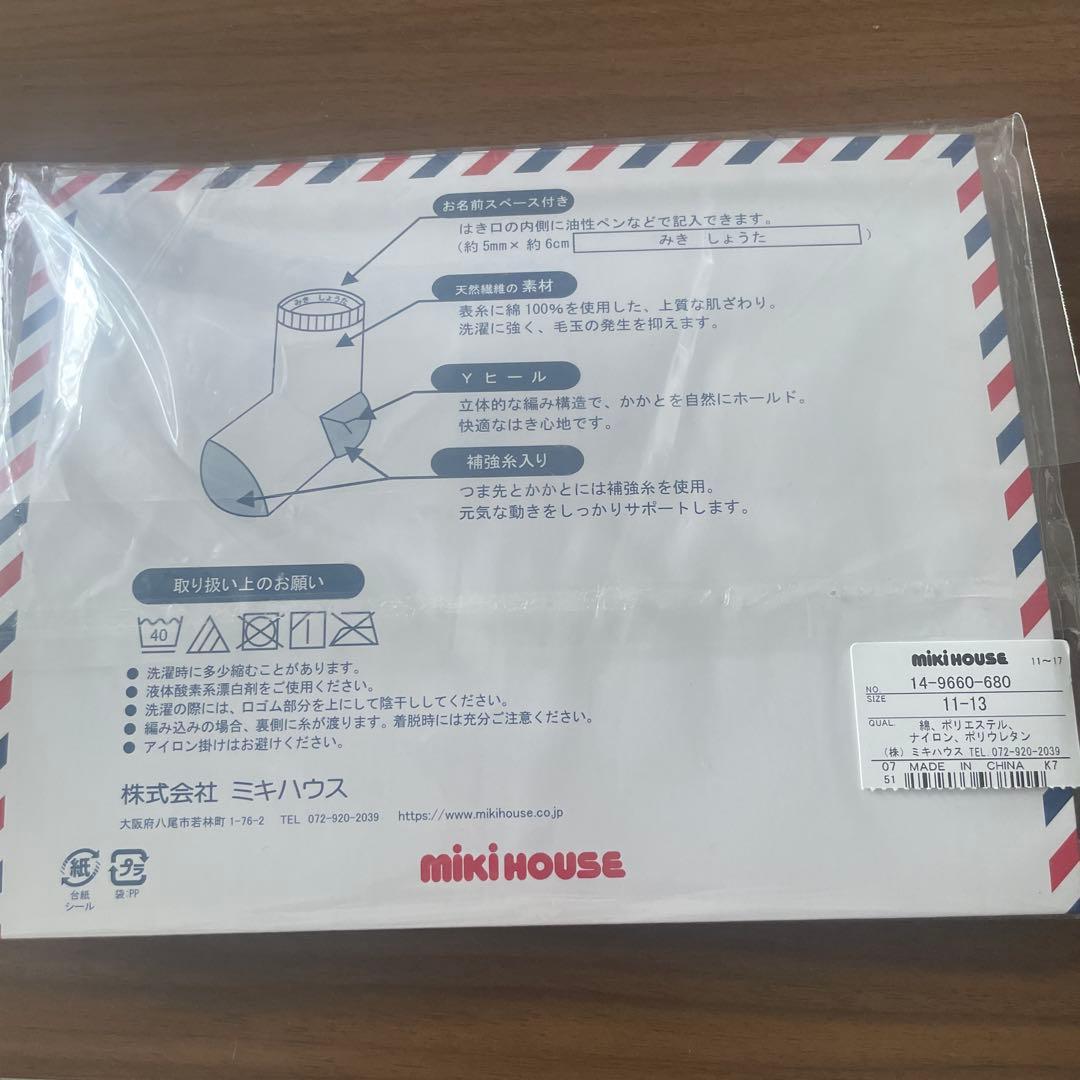 お名前スペース付き
はき口の内側に油性ペンなどで記入できます。
(約5mm×約6cm みき しょうた )
みき しょうた
天然繊維の素材
表糸に綿100%を使用した、上質な肌ざわり。
洗濯に強く、毛玉の発生を抑えます。
Yヒール
立体的な編み構造で、かかとを自然にホールド。
快適なはき心地です。
補強糸入り
つま先とかかとには補強糸を使用。
元気な動きをしっかりサポートします。
取り扱い上のお願い
40
● 洗濯時に多少縮むことがあります。
● 液体酸素系漂白剤をご使用ください。
● 洗濯の際には、口ゴム部分を上にして陰干ししてください。
● 編み込みの場合、裏側に糸が渡ります。着脱時には充分ご注意ください。
● アイロン掛けはお避けください。
株式会社 ミキハウス
大阪府八尾市若林町1-76-2 TEL 072-920-2039 https://www.mikihouse.co.jp
紙
台紙
シール
プラ
袋:PP
miki HOUSE
miki HOUSE 11〜17
NO. 14-9660-680
SIZE 11-13
QUAL. 綿、ポリエステル、
ナイロン、ポリウレタン
(株)ミキハウス TEL.072-920-2039
07 MADE IN CHINA K7
51